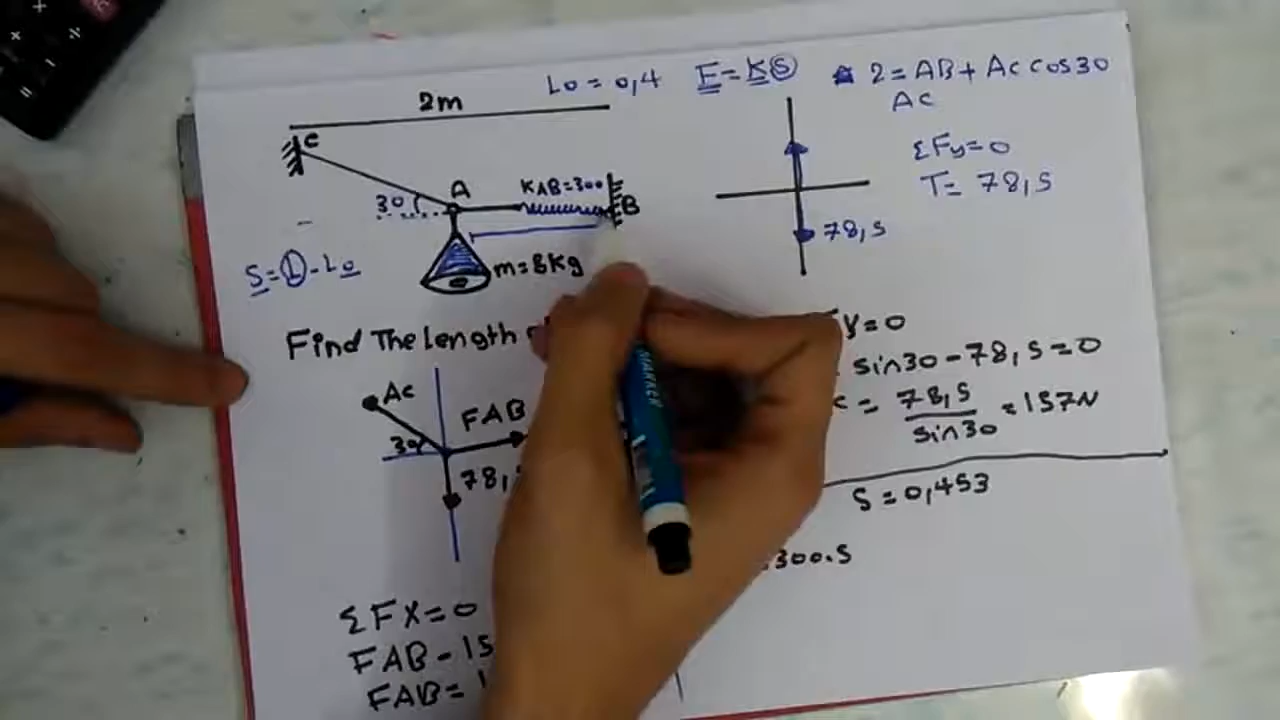 Lo = 0,4 F = KS 2 = AB + Ac cos30
2m
AC
C
ΣFy=0
A KAB=300
30
B
T= 78,5
78,5
S=L-Lo
m=8Kg
Find The Length
y=0
sin30-78,5=0
Ac
FAB
= 78,5 / sin30 = 157N
30
78,
S=0,453
300.S
ΣFX=0
FAB-15
FAB=